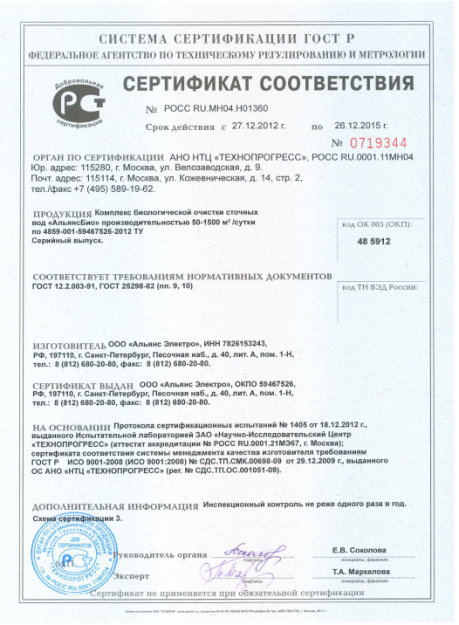 СИСТЕМА СЕРТИФИКАЦИИ ГОСТ Р
ФЕДЕРАЛЬНОЕ АГЕНТСТВО ПО ТЕХНИЧЕСКОМУ РЕГУЛИРОВАНИЮ И МЕТРОЛОГИИ
Добровольная
РСТ
сертификация
СЕРТИФИКАТ СООТВЕТСТВИЯ
№ РОСС RU.МН04.Н01360
Срок действия с 27.12.2012 г. по 26.12.2015 г.
№ 0719344
ОРГАН ПО СЕРТИФИКАЦИИ АНО НТЦ «ТЕХНОПРОГРЕСС», РОСС RU.0001.11МН04
Юр. адрес: 115280, г. Москва, ул. Велозаводская, д. 9.
Почт. адрес: 115114, г. Москва, ул. Кожевническая, д. 14, стр. 2,
тел./факс +7 (495) 589-19-62.
ПРОДУКЦИЯ Комплекс биологической очистки сточных
вод «АльянсБио» производительностью 50-1500 м³ /сутки
по 4859-001-59467526-2012 ТУ
Серийный выпуск.
код ОК 005 (ОКП):
48 5912
СООТВЕТСТВУЕТ ТРЕБОВАНИЯМ НОРМАТИВНЫХ ДОКУМЕНТОВ
ГОСТ 12.2.003-91, ГОСТ 25298-82 (пп. 9, 10)
код ТН ВЭД России:
ИЗГОТОВИТЕЛЬ ООО «Альянс Электро», ИНН 7826153243,
РФ, 197110, г. Санкт-Петербург, Песочная наб., д. 40, лит. А, пом. 1-Н,
тел.: 8 (812) 680-20-80, факс: 8 (812) 680-20-80.
СЕРТИФИКАТ ВЫДАН ООО «Альянс Электро», ОКПО 59467526,
РФ, 197110, г. Санкт-Петербург, Песочная наб., д. 40, лит. А, пом. 1-Н,
тел.: 8 (812) 680-20-80, факс: 8 (812) 680-20-80.
НА ОСНОВАНИИ Протокола сертификационных испытаний № 1405 от 18.12.2012 г.,
выданного Испытательной лабораторией ЗАО «Научно-Исследовательский Центр
«ТЕХНОПРОГРЕСС» (аттестат аккредитации № РОСС RU.0001.21МЭ67, г. Москва);
сертификата соответствия системы менеджмента качества изготовителя требованиям
ГОСТ Р ИСО 9001-2008 (ИСО 9001:2008) № СДС.ТП.СМК.00698-09 от 29.12.2009 г., выданного
ОС АНО «НТЦ «ТЕХНОПРОГРЕСС» (рег. № СДС.ТП.ОС.001051-09).
ДОПОЛНИТЕЛЬНАЯ ИНФОРМАЦИЯ Инспекционный контроль не реже одного раза в год.
Схема сертификации 3.
ДЛЯ
СЕРТИФИКАТОВ
М.П.
Руководитель органа
подпись
Е.В. Соколова
инициалы, фамилия
Эксперт
подпись
Т.А. Маркелова
инициалы, фамилия
Сертификат не применяется при обязательной сертификации